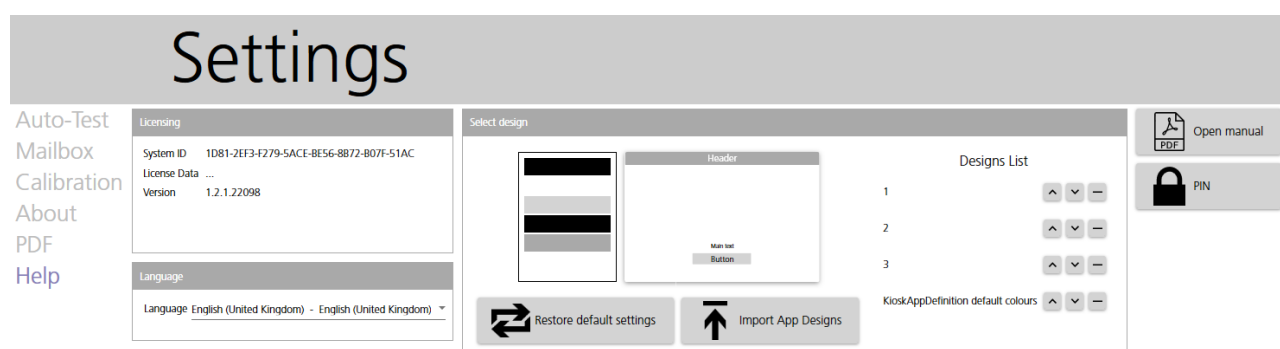 Settings
Auto-Test
Mailbox
Calibration
About
PDF
Help
Licensing
System ID 1D81-2EF3-F279-5ACE-BE56-8B72-B07F-51AC
License Data ...
Version 1.2.1.22098
Language
Language English (United Kingdom) - English (United Kingdom)
Select design
Header
Main text
Button
Restore default settings
Import App Designs
Designs List
1
2
3
KioskAppDefinition default colours
PDF
Open manual
PIN